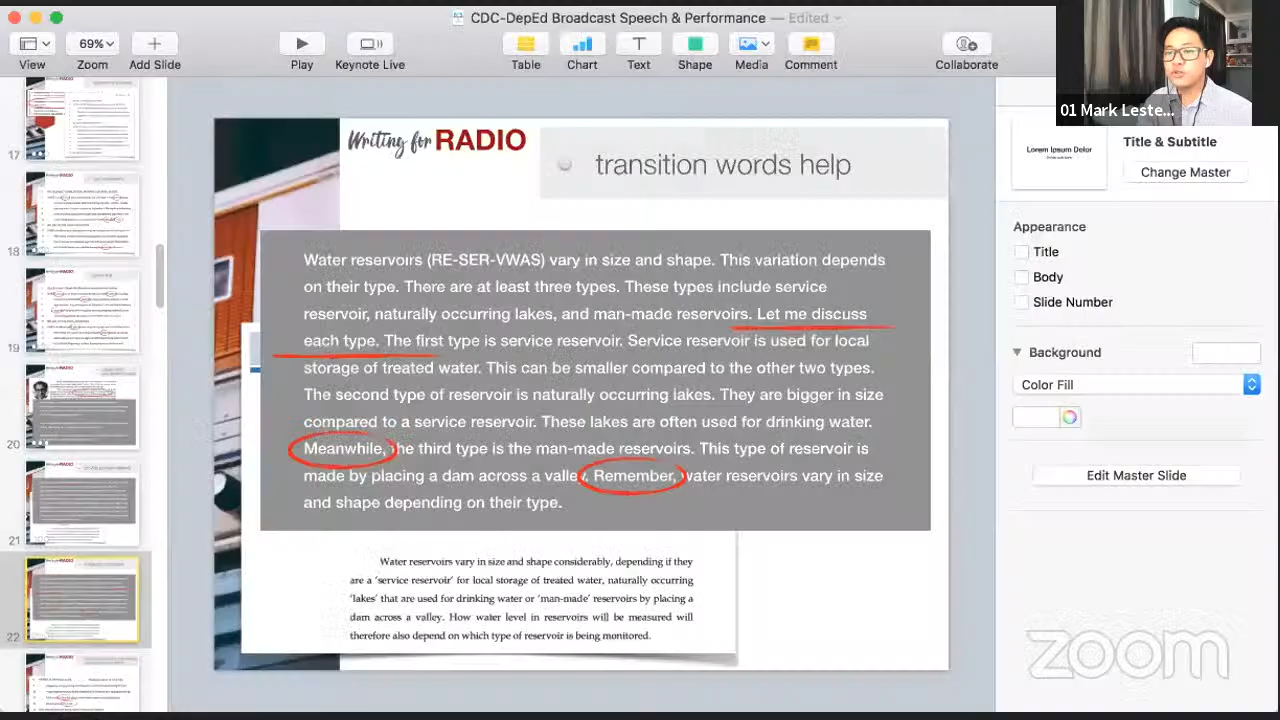 CDC-DepEd Broadcast Speech & Performance — Edited
69%
View Zoom Add Slide Play Keynote Live Table Chart Text Shape Media Comment Collaborate
01 Mark Leste...
17
18
19
20
21
22
Writing for RADIO
transition words help
Water reservoirs (RE-SER-VWAS) vary in size and shape. This variation depends
on their type. There are at least three types. These types include service
reservoir, naturally occurring lakes, and man-made reservoirs. Let me discuss
each type. The first type is service reservoir. Service reservoirs are for local
storage of treated water. This can be smaller compared to the other two types.
The second type of reservoir is naturally occurring lakes. They are bigger in size
compared to service reservoir. These lakes are often used for drinking water.
Meanwhile, the third type is the man-made reservoirs. This type of reservoir is
made by placing a dam across a valley. Remember, water reservoirs vary in size
and shape depending on their type.
Water reservoirs vary in size and shape considerably depending if they
are a 'service reservoir' for local storage of treated water, naturally occurring
'lakes' that are used for drinking water or 'man-made' reservoirs by placing a
dam across a valley. How water levels in reservoirs will be measured will
therefore also depend on what type of reservoir is being monitored.
Lorem Ipsum Dolor
Title & Subtitle
Change Master
Appearance
Title
Body
Slide Number
Background
Color Fill
Edit Master Slide
zoom